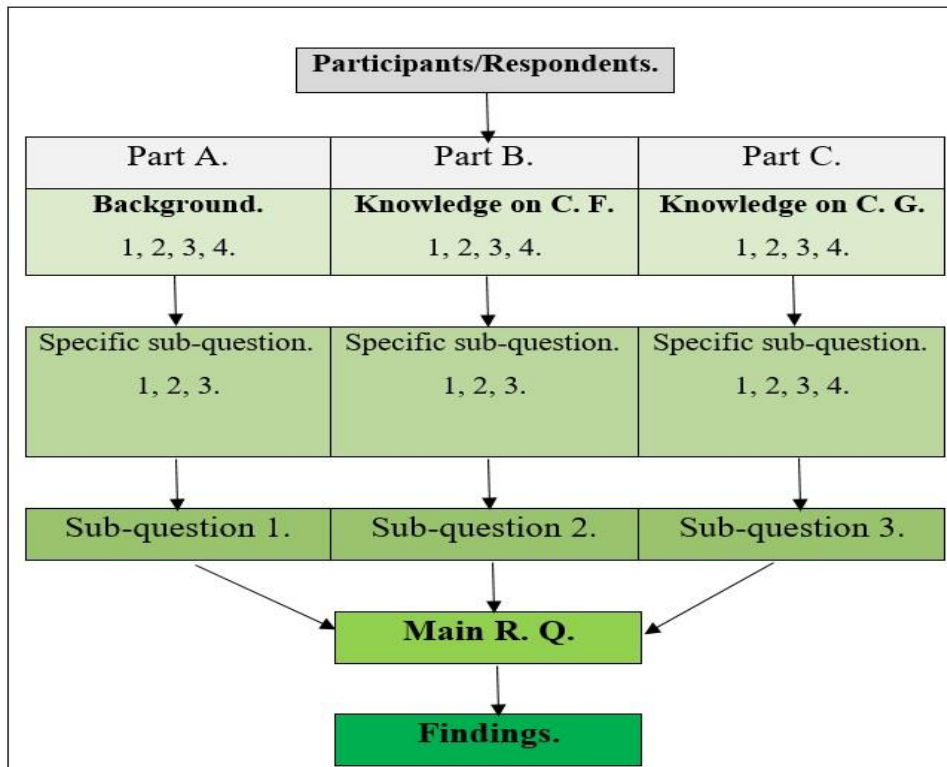 Participants/Respondents.
Part A.
Part B.
Part C.
Background.
1, 2, 3, 4.
Knowledge on C. F.
1, 2, 3, 4.
Knowledge on C. G.
1, 2, 3, 4.
Specific sub-question.
1, 2, 3.
Specific sub-question.
1, 2, 3.
Specific sub-question.
1, 2, 3, 4.
Sub-question 1.
Sub-question 2.
Sub-question 3.
Main R. Q.
Findings.